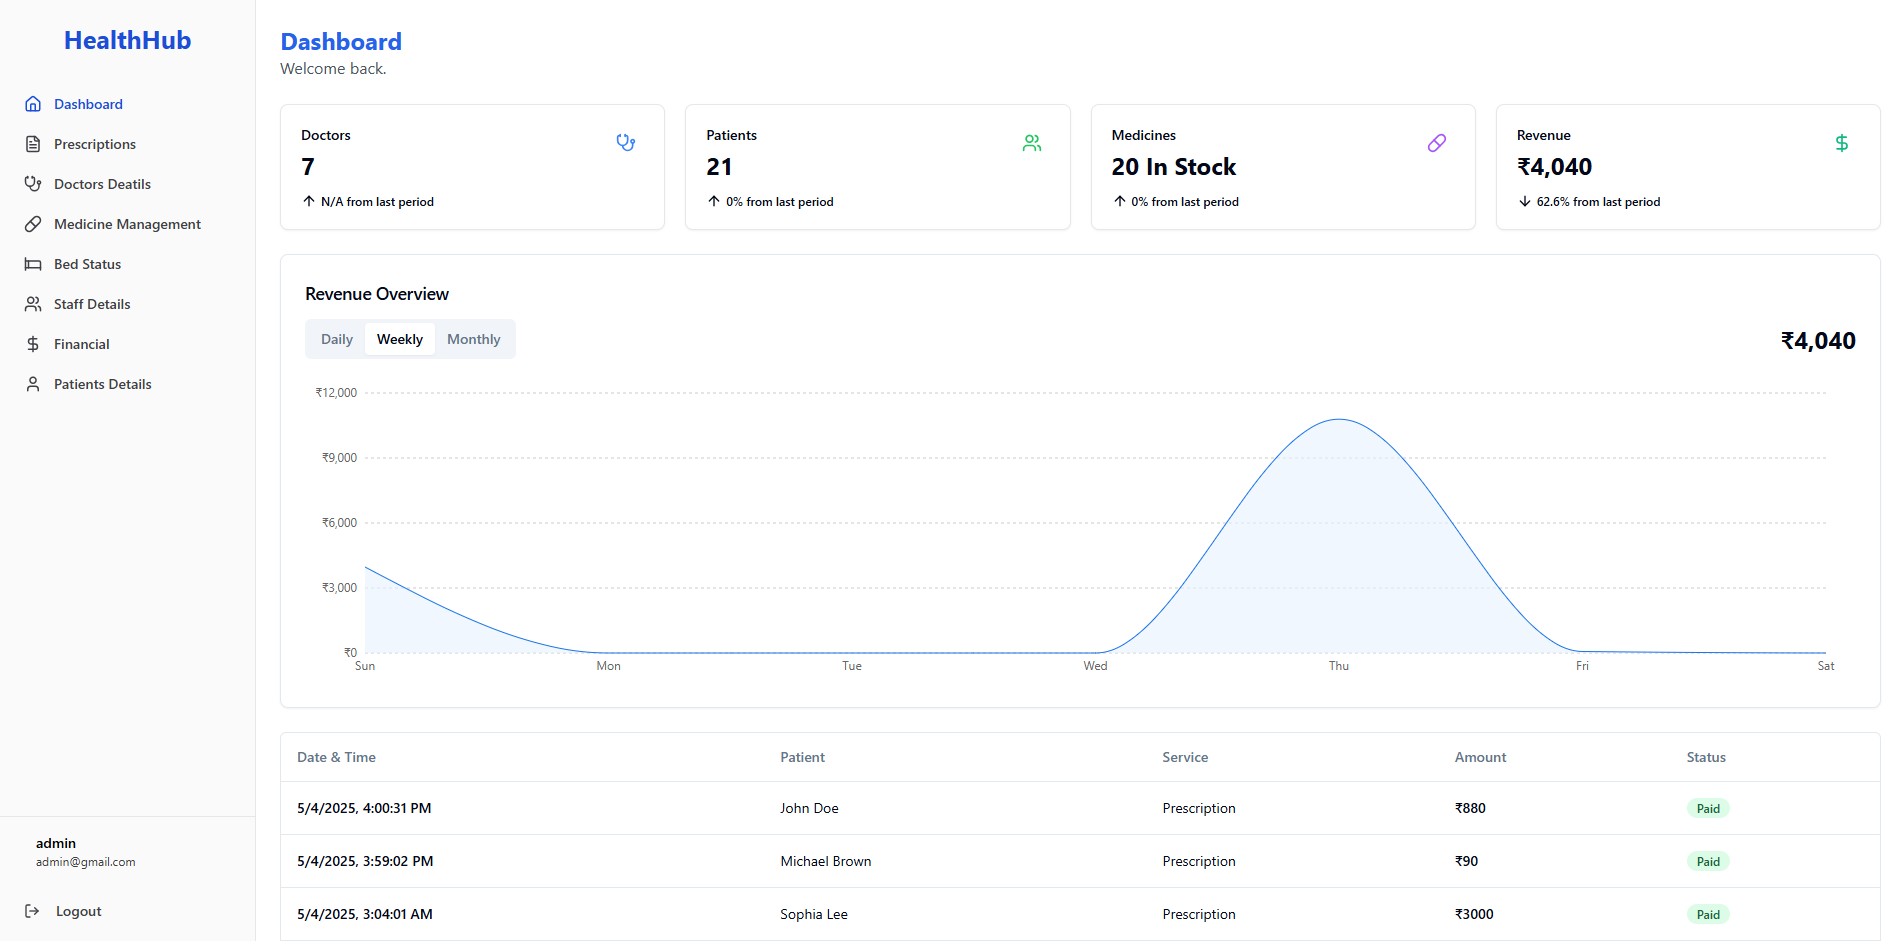 HealthHub
Dashboard
Prescriptions
Doctors Deatils
Medicine Management
Bed Status
Staff Details
Financial
Patients Details
admin
admin@gmail.com
Logout
Dashboard
Welcome back.
Doctors
7
N/A from last period
Patients
21
0% from last period
Medicines
20 In Stock
0% from last period
Revenue
₹4,040
62.6% from last period
Revenue Overview
Daily Weekly Monthly
₹4,040
₹12,000
₹9,000
₹6,000
₹3,000
₹0
Sun Mon Tue Wed Thu Fri Sat
Date & Time Patient Service Amount Status
5/4/2025, 4:00:31 PM John Doe Prescription ₹880 Paid
5/4/2025, 3:59:02 PM Michael Brown Prescription ₹90 Paid
5/4/2025, 3:04:01 AM Sophia Lee Prescription ₹3000 Paid